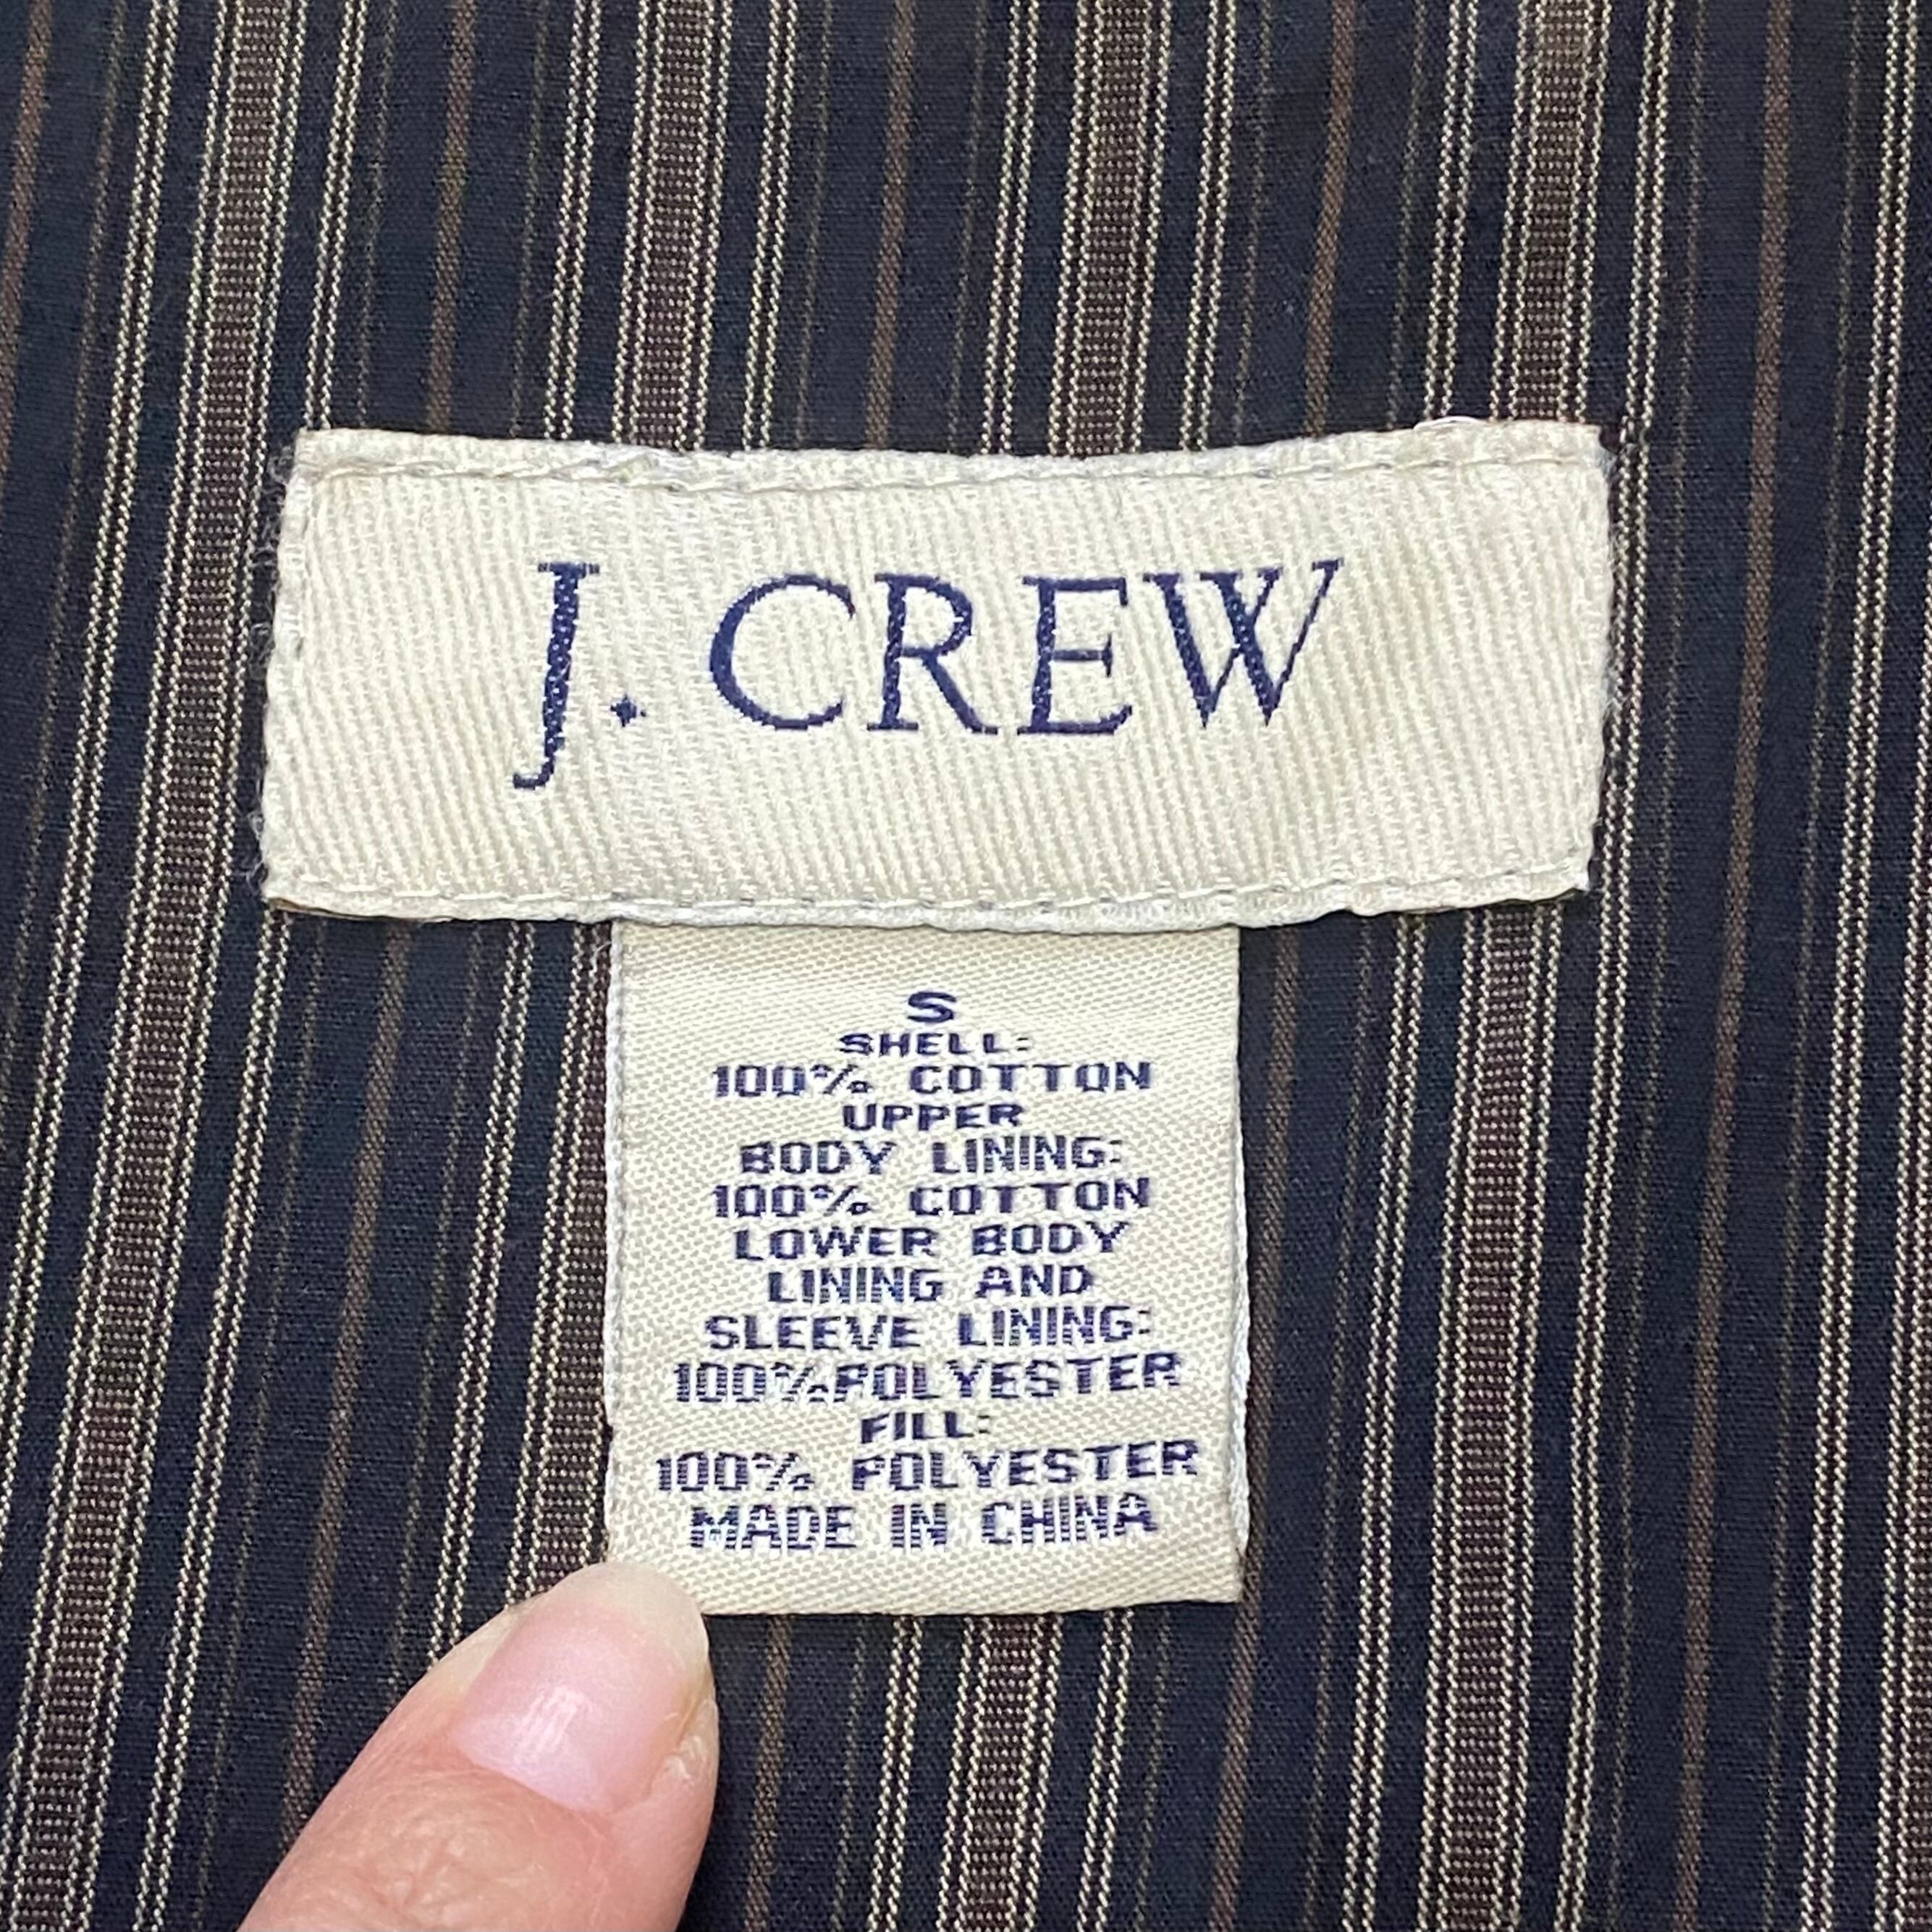 J. CREW
S
SHELL:
100% COTTON
UPPER
BODY LINING:
100% COTTON
LOWER BODY
LINING AND
SLEEVE LINING:
100%POLYESTER
FILL:
100% POLYESTER
MADE IN CHINA